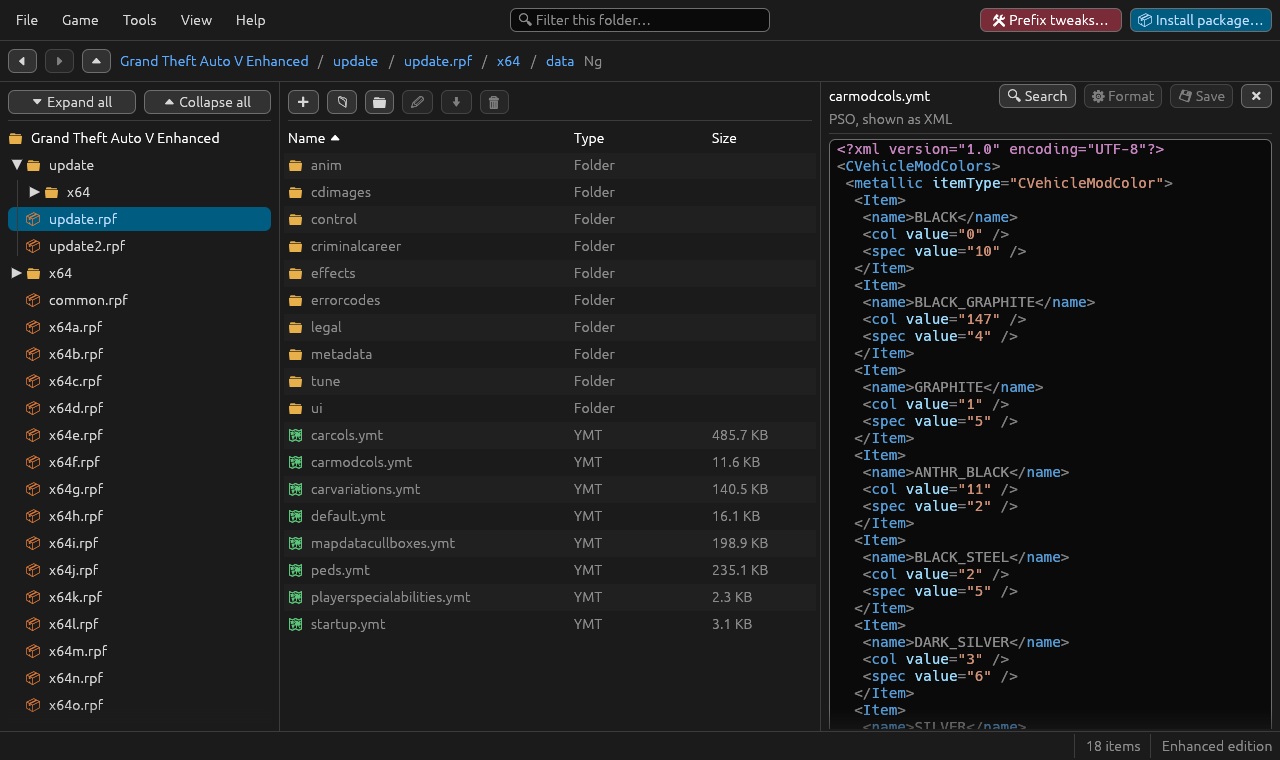 File Game Tools View Help Filter this folder… Prefix tweaks… Install package…
Grand Theft Auto V Enhanced / update / update.rpf / x64 / data Ng
Expand all Collapse all
Grand Theft Auto V Enhanced
update
x64
update.rpf
update2.rpf
x64
common.rpf
x64a.rpf
x64b.rpf
x64c.rpf
x64d.rpf
x64e.rpf
x64f.rpf
x64g.rpf
x64h.rpf
x64i.rpf
x64j.rpf
x64k.rpf
x64l.rpf
x64m.rpf
x64n.rpf
x64o.rpf
Name Type Size
anim Folder
cdimages Folder
control Folder
criminalcareer Folder
effects Folder
errorcodes Folder
legal Folder
metadata Folder
tune Folder
ui Folder
carcols.ymt YMT 485.7 KB
carmodcols.ymt YMT 11.6 KB
carvariations.ymt YMT 140.5 KB
default.ymt YMT 16.1 KB
mapdatacullboxes.ymt YMT 198.9 KB
peds.ymt YMT 235.1 KB
playerspecialabilities.ymt YMT 2.3 KB
startup.ymt YMT 3.1 KB
carmodcols.ymt Search Format Save
PSO, shown as XML
<?xml version="1.0" encoding="UTF-8"?>
<CVehicleModColors>
<metallic itemType="CVehicleModColor">
<Item>
<name>BLACK</name>
<col value="0" />
<spec value="10" />
</Item>
<Item>
<name>BLACK_GRAPHITE</name>
<col value="147" />
<spec value="4" />
</Item>
<Item>
<name>GRAPHITE</name>
<col value="1" />
<spec value="5" />
</Item>
<Item>
<name>ANTHR_BLACK</name>
<col value="11" />
<spec value="2" />
</Item>
<Item>
<name>BLACK_STEEL</name>
<col value="2" />
<spec value="5" />
</Item>
<Item>
<name>DARK_SILVER</name>
<col value="3" />
<spec value="6" />
</Item>
<Item>
<name>SILVER</name>
18 items Enhanced edition